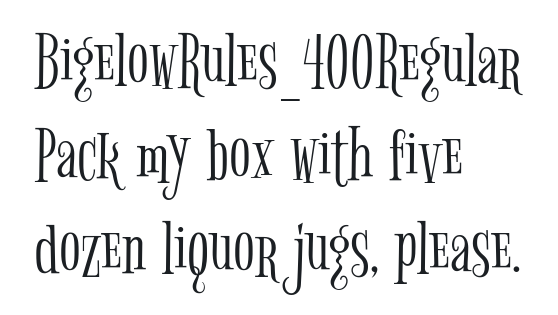 BigelowRules_400Regular
Pack my box with five
dozen liquor jugs, please.